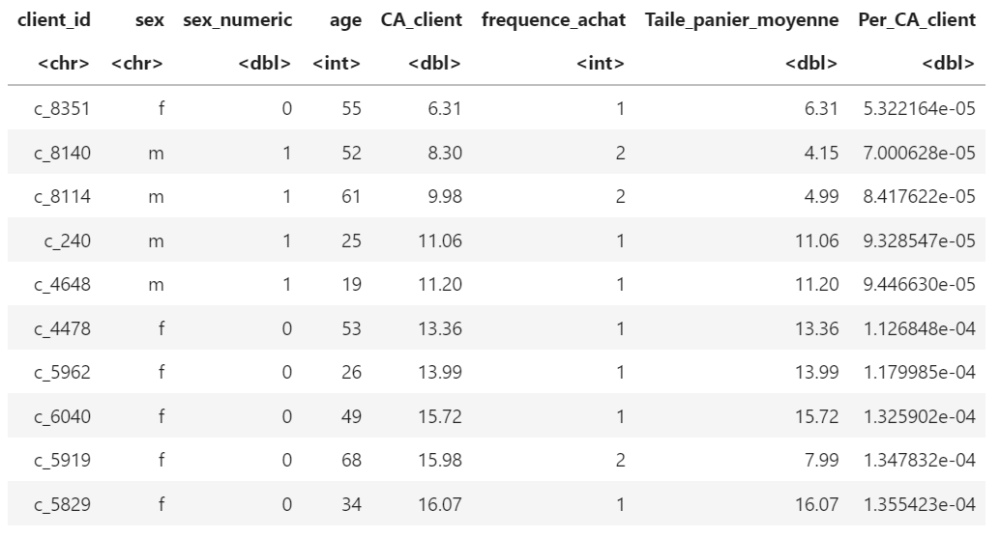 client_id sex sex_numeric age CA_client frequence_achat Taile_panier_moyenne Per_CA_client
<chr> <chr> <dbl> <int> <dbl> <int> <dbl> <dbl>
c_8351 f 0 55 6.31 1 6.31 5.322164e-05
c_8140 m 1 52 8.30 2 4.15 7.000628e-05
c_8114 m 1 61 9.98 2 4.99 8.417622e-05
c_240 m 1 25 11.06 1 11.06 9.328547e-05
c_4648 m 1 19 11.20 1 11.20 9.446630e-05
c_4478 f 0 53 13.36 1 13.36 1.126848e-04
c_5962 f 0 26 13.99 1 13.99 1.179985e-04
c_6040 f 0 49 15.72 1 15.72 1.325902e-04
c_5919 f 0 68 15.98 2 7.99 1.347832e-04
c_5829 f 0 34 16.07 1 16.07 1.355423e-04